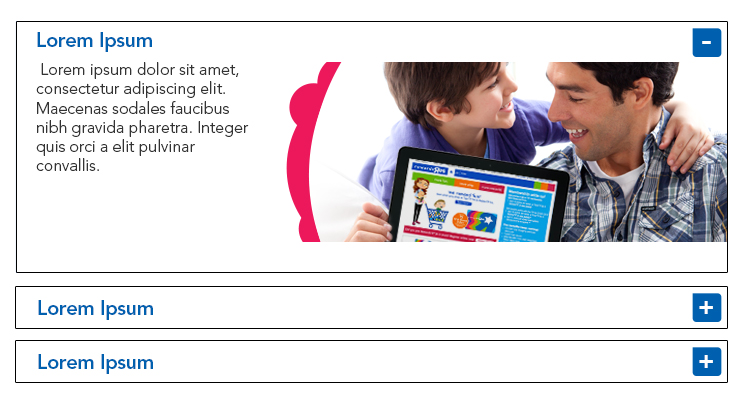 Lorem Ipsum
-
Lorem ipsum dolor sit amet,
consectetur adipiscing elit.
Maecenas sodales faucibus
nibh gravida pharetra. Integer
quis orci a elit pulvinar
convallis.
Lorem Ipsum
+
Lorem Ipsum
+